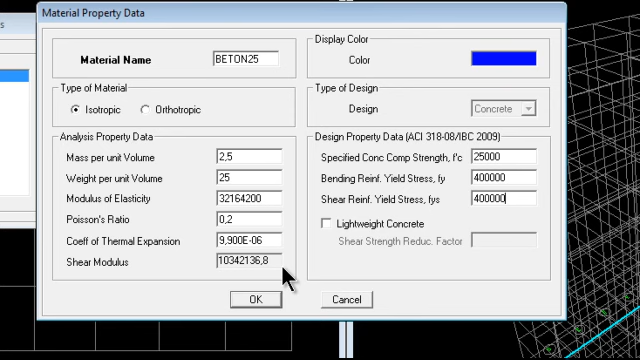 Material Property Data
s
Material Name BETON25
Display Color
Color
Type of Material
Isotropic Orthotropic
Type of Design
Design Concrete
Analysis Property Data
Mass per unit Volume 2,5
Weight per unit Volume 25
Modulus of Elasticity 32164200
Poisson's Ratio 0,2
Coeff of Thermal Expansion 9,900E-06
Shear Modulus 10342136,8
Design Property Data (ACI 318-08/IBC 2009)
Specified Conc Comp Strength, f'c 25000
Bending Reinf. Yield Stress, fy 400000
Shear Reinf. Yield Stress, fys 400000
Lightweight Concrete
Shear Strength Reduc. Factor
OK Cancel